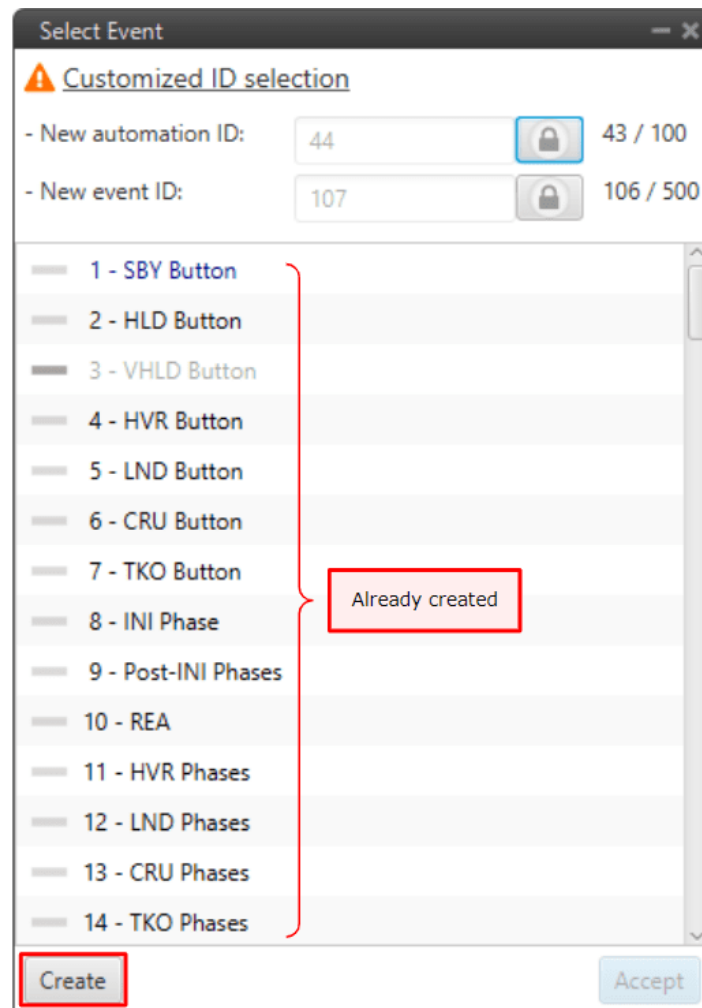 Select Event
Customized ID selection
- New automation ID: 44 43 / 100
- New event ID: 107 106 / 500
1 - SBY Button
2 - HLD Button
3 - VHLD Button
4 - HVR Button
5 - LND Button
6 - CRU Button
7 - TKO Button
Already created
8 - INI Phase
9 - Post-INI Phases
10 - REA
11 - HVR Phases
12 - LND Phases
13 - CRU Phases
14 - TKO Phases
Create Accept